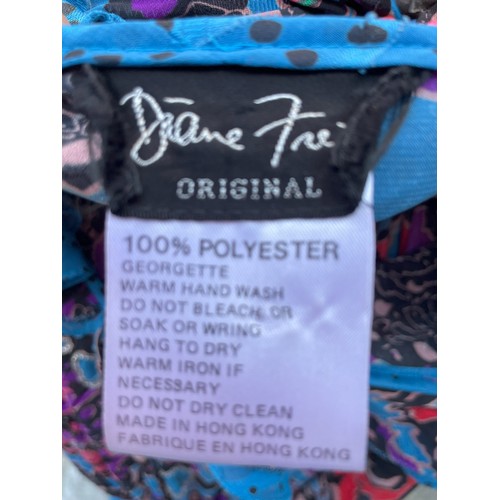 Diane Fré
ORIGINAL
100% POLYESTER
GEORGETTE
WARM HAND WASH
DO NOT BLEACH OR
SOAK OR WRING
HANG TO DRY
WARM IRON IF
NECESSARY
DO NOT DRY CLEAN
MADE IN HONG KONG
FABRIQUE EN HONG KONG